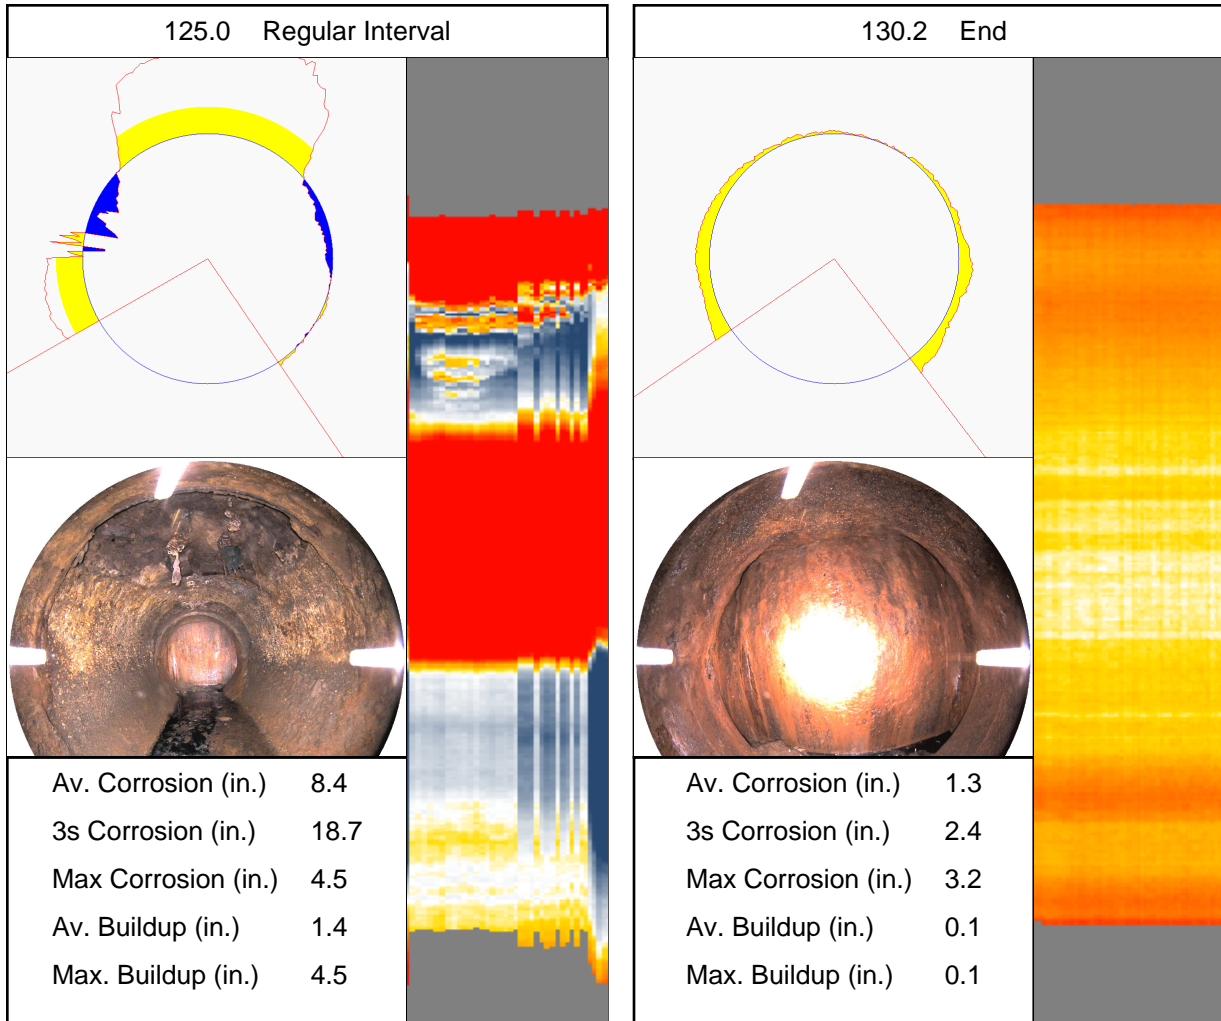 125.0 Regular Interval
Av. Corrosion (in.) 8.4
3s Corrosion (in.) 18.7
Max Corrosion (in.) 4.5
Av. Buildup (in.) 1.4
Max. Buildup (in.) 4.5
130.2 End
Av. Corrosion (in.) 1.3
3s Corrosion (in.) 2.4
Max Corrosion (in.) 3.2
Av. Buildup (in.) 0.1
Max. Buildup (in.) 0.1